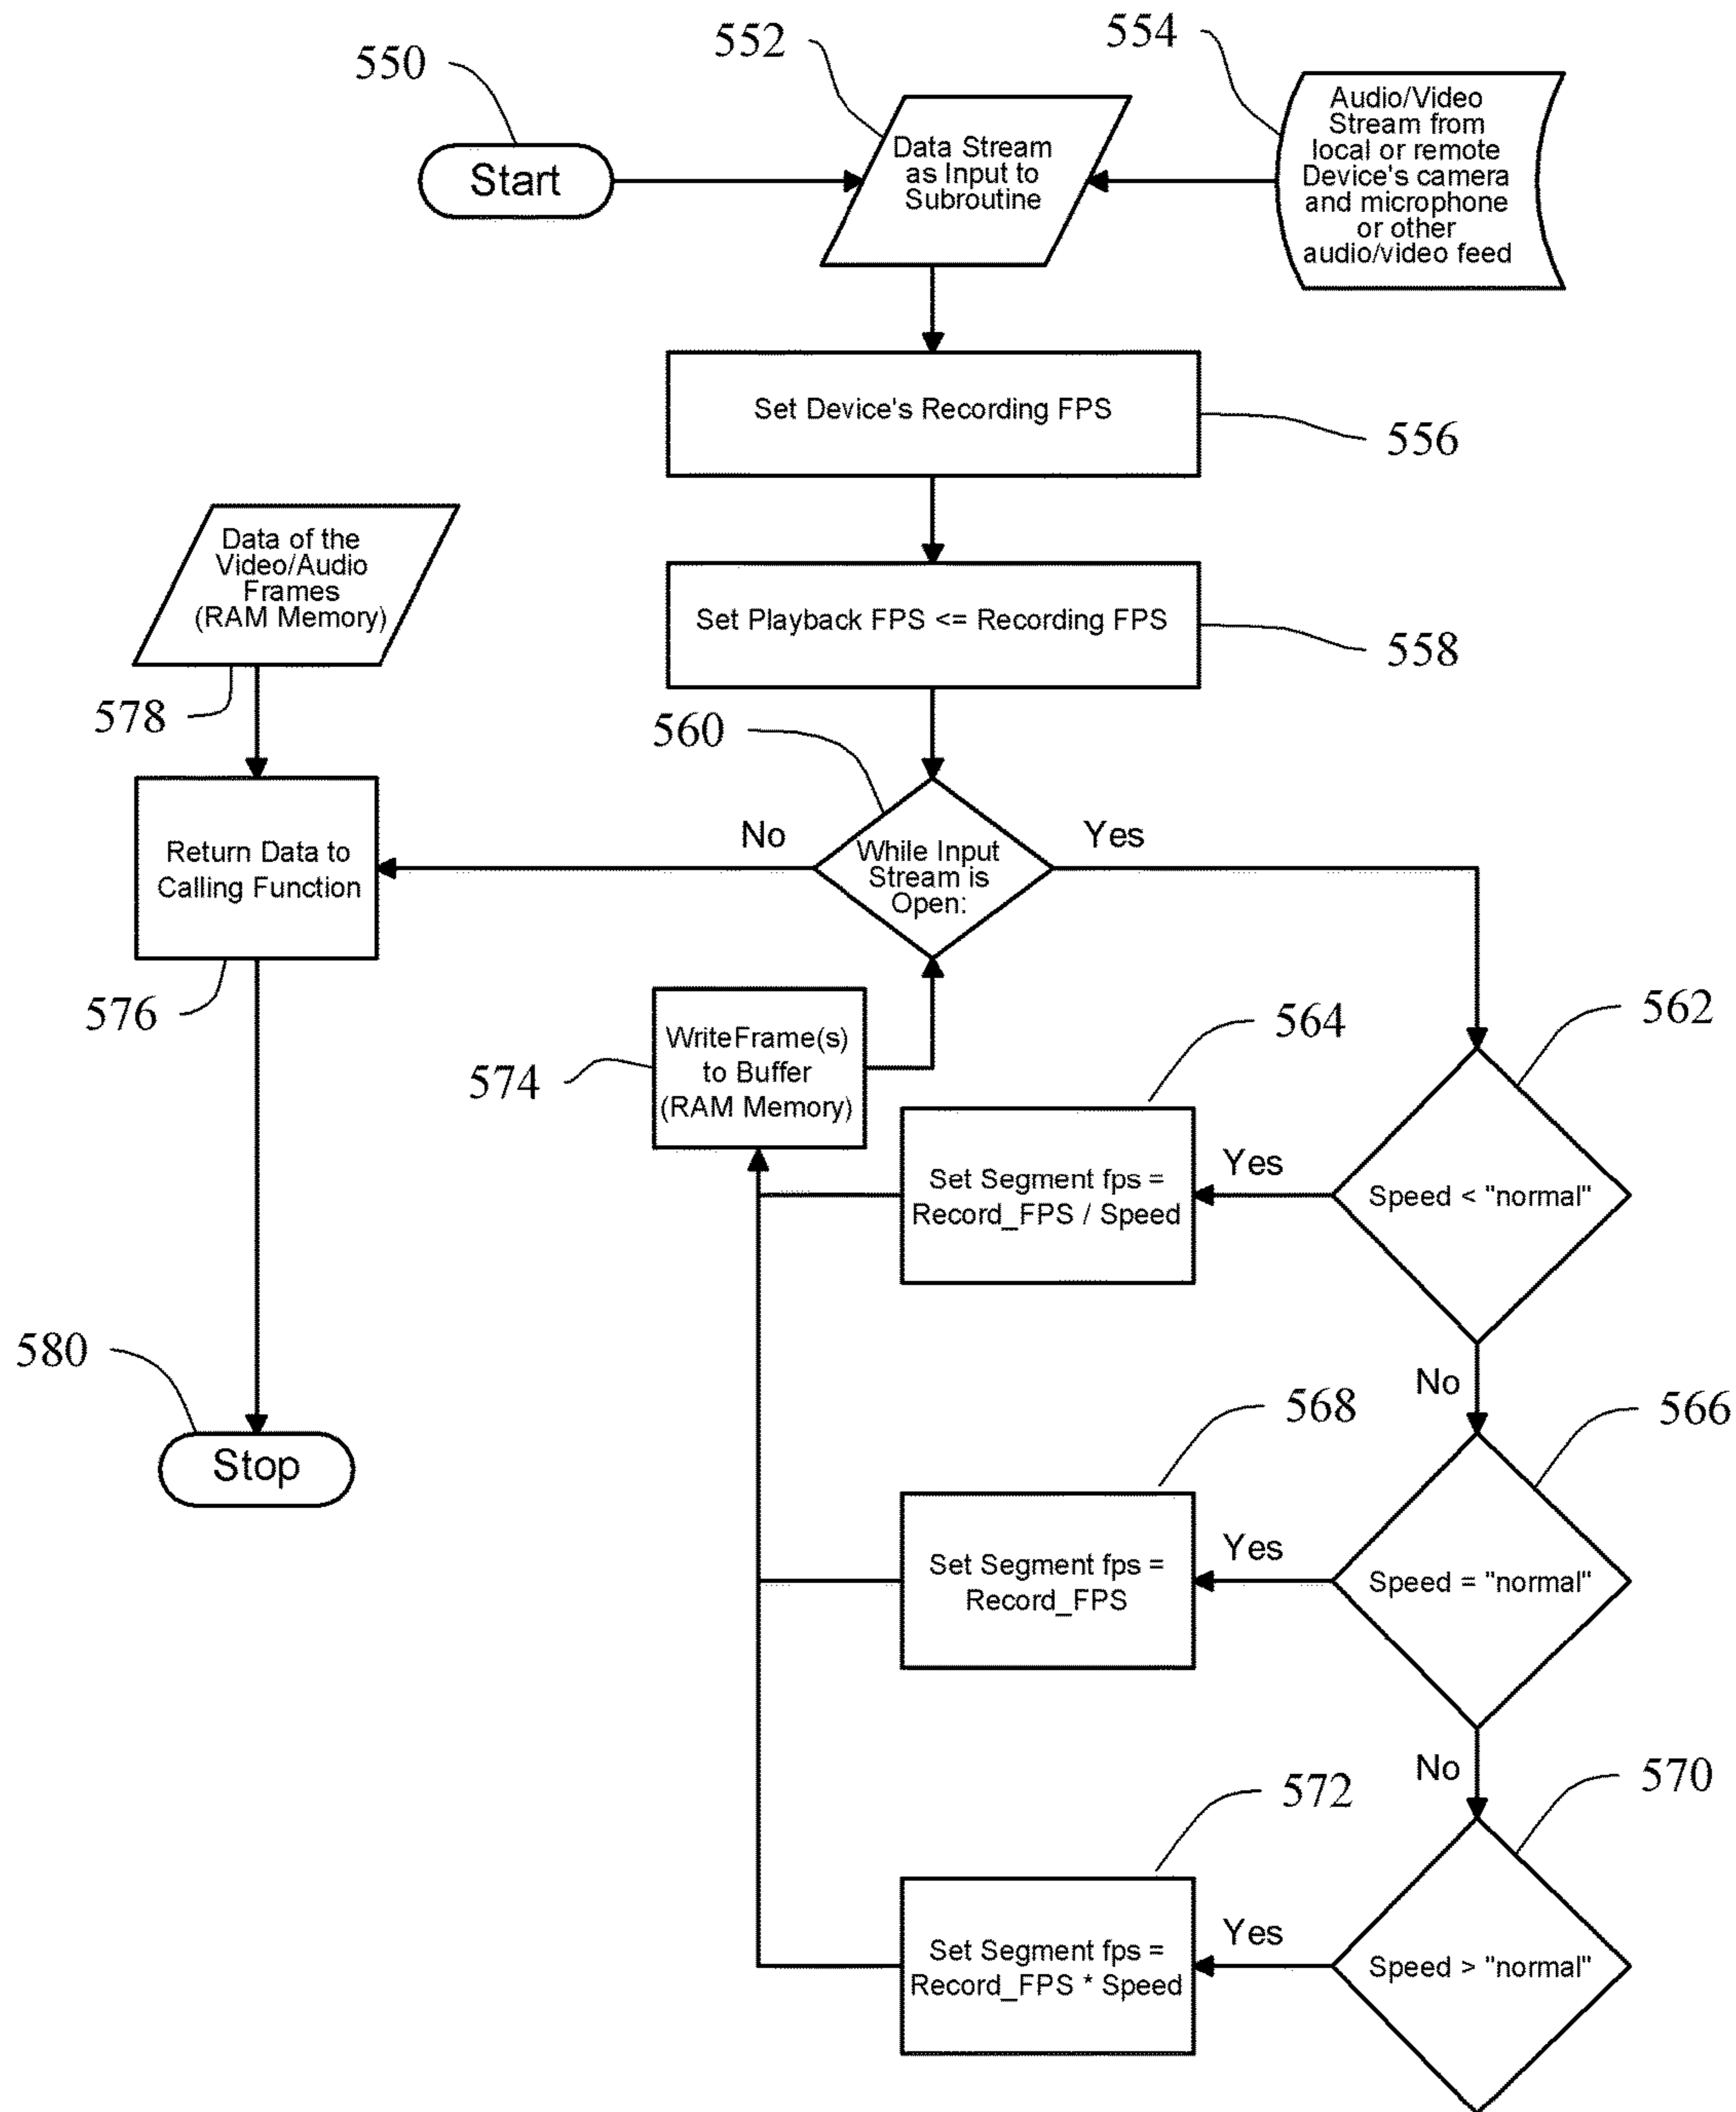 550
552
554
Start
Data Stream
as Input to
Subroutine
Audio/Video
Stream from
local or remote
Device's camera
and microphone
or other
audio/video feed
Set Device's Recording FPS
556
Data of the
Video/Audio
Frames
(RAM Memory)
578
Set Playback FPS <= Recording FPS
558
560
No
Yes
While Input
Stream is
Open:
Return Data to
Calling Function
576
WriteFrame(s)
to Buffer
(RAM Memory)
574
564
562
Set Segment fps =
Record_FPS / Speed
Yes
Speed < "normal"
No
580
Stop
568
566
Set Segment fps =
Record_FPS
Yes
Speed = "normal"
No
572
570
Set Segment fps =
Record_FPS * Speed
Yes
Speed > "normal"